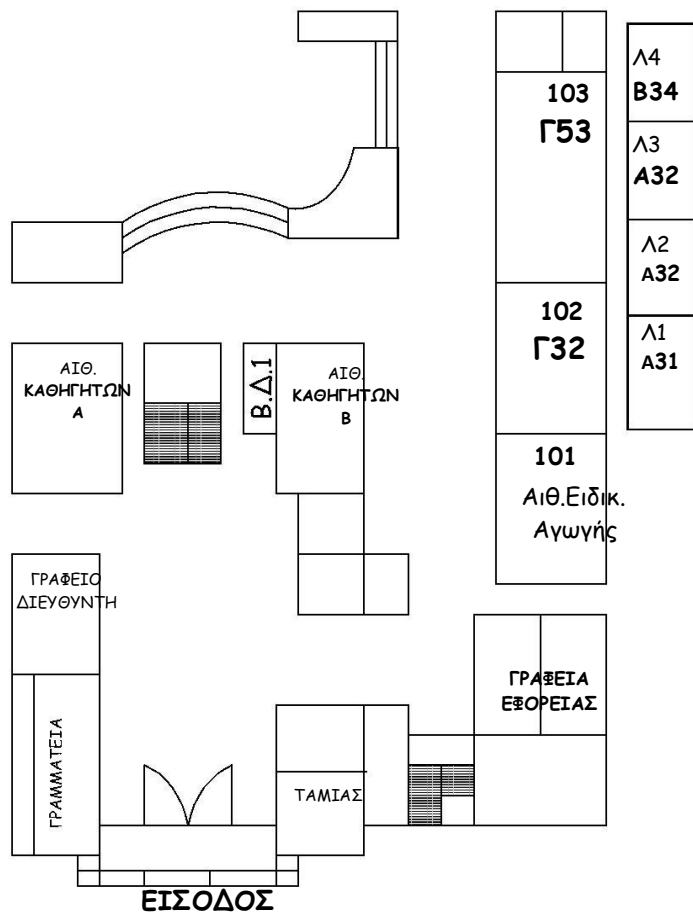 103
Γ53
102
Γ32
101
Αιθ.Ειδικ.
Αγωγής
Λ4
Β34
Λ3
Α32
Λ2
Α32
Λ1
Α31
ΑΙΘ.
ΚΑΘΗΓΗΤΩΝ
Α
Β.Δ.1
ΑΙΘ.
ΚΑΘΗΓΗΤΩΝ
Β
ΓΡΑΦΕΙΟ
ΔΙΕΥΘΥΝΤΗ
ΓΡΑΦΕΙΑ
ΕΦΟΡΕΙΑΣ
ΓΡΑΜΜΑΤΕΙΑ
ΤΑΜΙΑΣ
ΕΙΣΟΔΟΣ